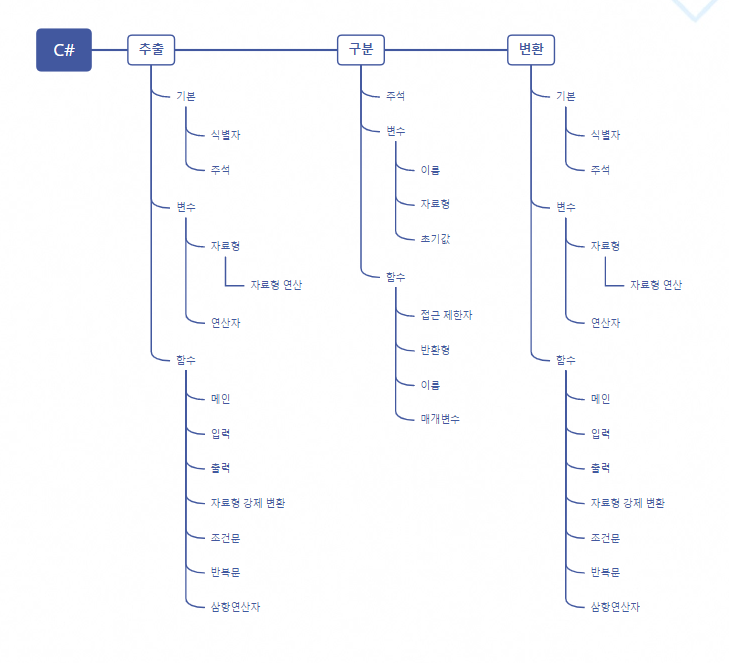 C#
추출
기본
식별자
주석
변수
자료형
자료형 연산
연산자
함수
메인
입력
출력
자료형 강제 변환
조건문
반복문
삼항연산자
구분
주석
변수
이름
자료형
초기값
함수
접근 제한자
반환형
이름
매개변수
변환
기본
식별자
주석
변수
자료형
자료형 연산
연산자
함수
메인
입력
출력
자료형 강제 변환
조건문
반복문
삼항연산자